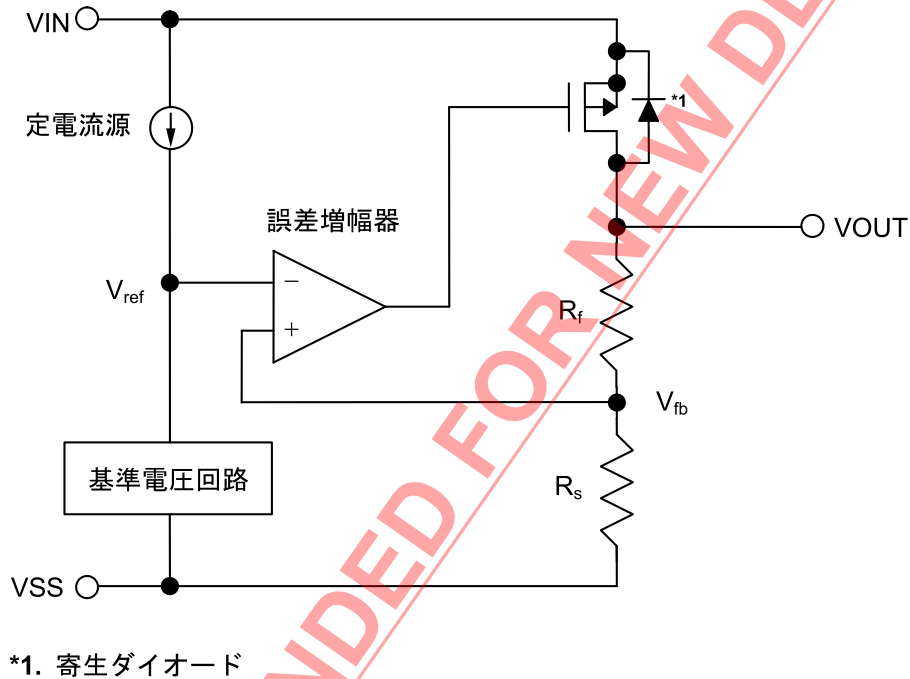 VIN
*1
定電流源
誤差増幅器
VOUT
Vref
−
+
Rf
Vfb
基準電圧回路
Rs
VSS
*1. 寄生ダイオード
NDED FOR NEW DE